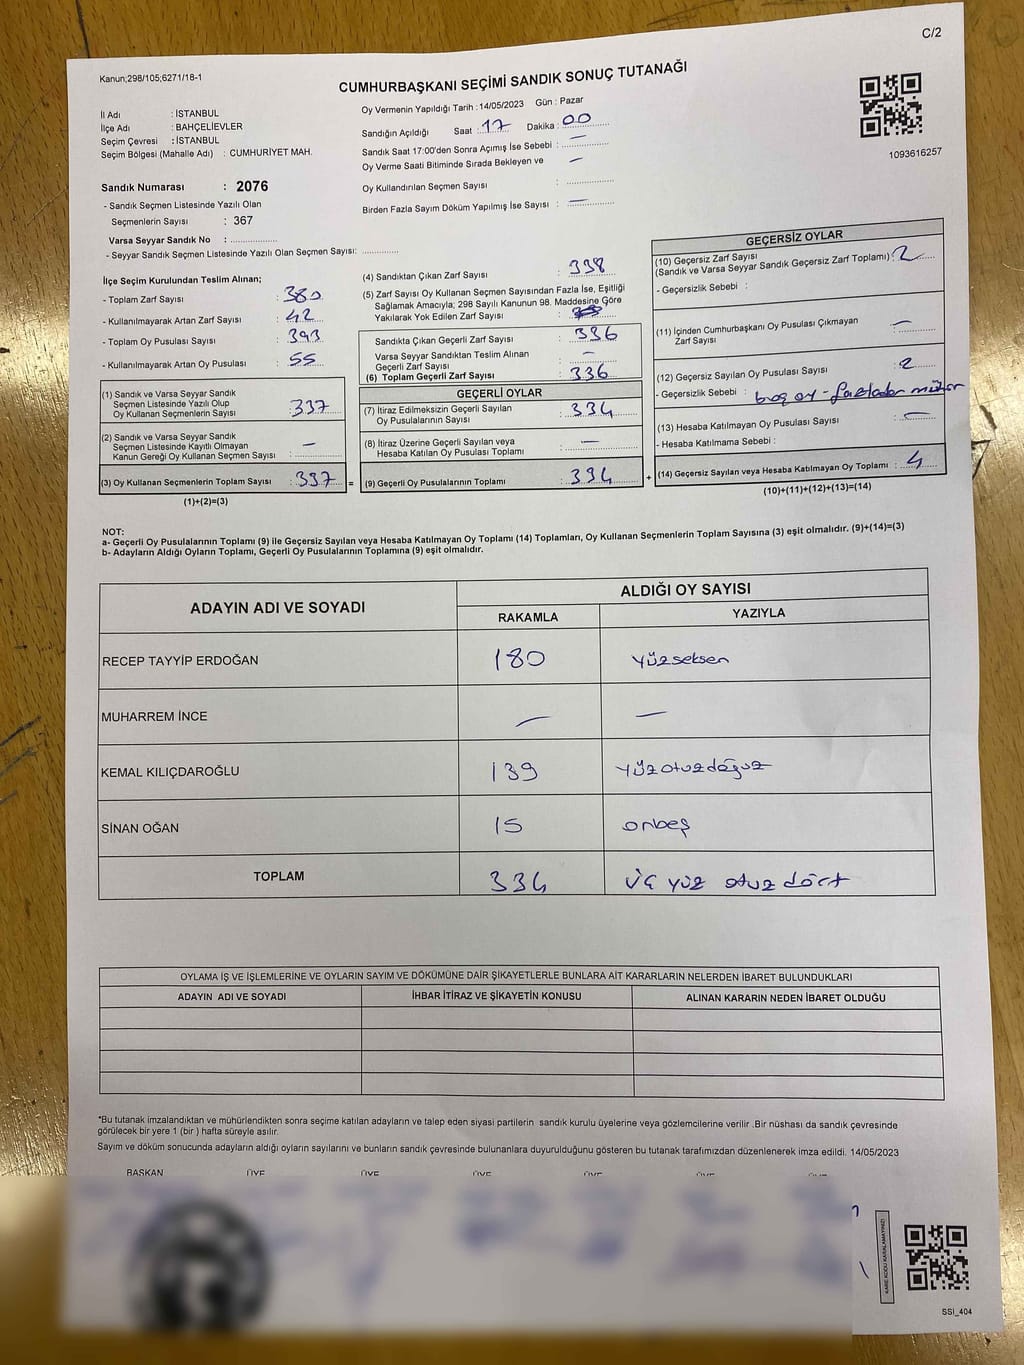 C/2
Kanun;298/105;6271/18-1
CUMHURBAŞKANI SEÇİMİ SANDIK SONUÇ TUTANAĞI
İl Adı : İSTANBUL
İlçe Adı : BAHÇELİEVLER
Seçim Çevresi : İSTANBUL
Seçim Bölgesi (Mahalle Adı) : CUMHURİYET MAH.
Sandık Numarası : 2076
- Sandık Seçmen Listesinde Yazılı Olan
Seçmenlerin Sayısı : 367
Varsa Seyyar Sandık No : ................
- Seyyar Sandık Seçmen Listesinde Yazılı Olan Seçmen Sayısı: ............
Oy Vermenin Yapıldığı Tarih : 14/05/2023 Gün : Pazar
Sandığın Açıldığı Saat : 17 Dakika : 00
Sandık Saat 17:00'den Sonra Açımış İse Sebebi : —
Oy Verme Saati Bitiminde Sırada Bekleyen ve —
Oy Kullandırılan Seçmen Sayısı : ...............
Birden Fazla Sayım Döküm Yapılmış İse Sayısı : —
1093616257
İlçe Seçim Kurulundan Teslim Alınan;
- Toplam Zarf Sayısı : 380
- Kullanılmayarak Artan Zarf Sayısı : 42
- Toplam Oy Pusulası Sayısı : 393
- Kullanılmayarak Artan Oy Pusulası : 55
(1) Sandık ve Varsa Seyyar Sandık
Seçmen Listesinde Yazılı Olup
Oy Kullanan Seçmenlerin Sayısı : 337
(2) Sandık ve Varsa Seyyar Sandık
Seçmen Listesinde Kayıtlı Olmayan
Kanun Gereği Oy Kullanan Seçmen Sayısı : —
(3) Oy Kullanan Seçmenlerin Toplam Sayısı : 337 =
(1)+(2)=(3)
(4) Sandıktan Çıkan Zarf Sayısı : 338
(5) Zarf Sayısı Oy Kullanan Seçmen Sayısından Fazla İse, Eşitliği
Sağlamak Amacıyla; 298 Sayılı Kanunun 98. Maddesine Göre
Yakılarak Yok Edilen Zarf Sayısı :
Sandıkta Çıkan Geçerli Zarf Sayısı : 336
Varsa Seyyar Sandıktan Teslim Alınan
Geçerli Zarf Sayısı : —
(6) Toplam Geçerli Zarf Sayısı : 336
GEÇERLİ OYLAR
(7) İtiraz Edilmeksizin Geçerli Sayılan
Oy Pusulalarının Sayısı : 334
(8) İtiraz Üzerine Geçerli Sayılan veya
Hesaba Katılan Oy Pusulası Toplamı : —
(9) Geçerli Oy Pusulalarının Toplamı : 334 +
GEÇERSİZ OYLAR
(10) Geçersiz Zarf Sayısı
(Sandık ve Varsa Seyyar Sandık Geçersiz Zarf Toplamı) : 2
- Geçersizlik Sebebi :
(11) İçinden Cumhurbaşkanı Oy Pusulası Çıkmayan
Zarf Sayısı : —
(12) Geçersiz Sayılan Oy Pusulası Sayısı : 2
- Geçersizlik Sebebi : boş oy -
(13) Hesaba Katılmayan Oy Pusulası Sayısı : —
- Hesaba Katılmama Sebebi :
(14) Geçersiz Sayılan veya Hesaba Katılmayan Oy Toplamı : 4
(10)+(11)+(12)+(13)=(14)
NOT:
a- Geçerli Oy Pusulalarının Toplamı (9) ile Geçersiz Sayılan veya Hesaba Katılmayan Oy Toplamı (14) Toplamları, Oy Kullanan Seçmenlerin Toplam Sayısına (3) eşit olmalıdır. (9)+(14)=(3)
b- Adayların Aldığı Oyların Toplamı, Geçerli Oy Pusulalarının Toplamına (9) eşit olmalıdır.
ADAYIN ADI VE SOYADI ALDIĞI OY SAYISI
RAKAMLA YAZIYLA
RECEP TAYYİP ERDOĞAN 180 yüzseksen
MUHARREM İNCE — —
KEMAL KILIÇDAROĞLU 139 yüzotuzdoğuz
SİNAN OĞAN 15 onbeş
TOPLAM 334 üç yüz otuz dört
OYLAMA İŞ VE İŞLEMLERİNE VE OYLARIN SAYIM VE DÖKÜMÜNE DAİR ŞİKAYETLERLE BUNLARA AİT KARARLARIN NELERDEN İBARET BULUNDUKLARI
ADAYIN ADI VE SOYADI İHBAR İTİRAZ VE ŞİKAYETİN KONUSU ALINAN KARARIN NEDEN İBARET OLDUĞU
"Bu tutanak imzalandıktan ve mühürlendikten sonra seçime katılan adayların ve talep eden siyasi partilerin sandık kurulu üyelerine veya gözlemcilerine verilir .Bir nüshası da sandık çevresinde
görülecek bir yere 1 (bir ) hafta süreyle asılır.
Sayım ve döküm sonucunda adayların aldığı oyların sayılarını ve bunların sandık çevresinde bulunanlara duyurulduğunu gösteren bu tutanak tarafımızdan düzenlenerek imza edildi. 14/05/2023
BAŞKAN ÜYE ÜYE ÜYE ÜYE ÜYE ÜYE
KARE KODU KARALAMAYINIZ!
SSI_404